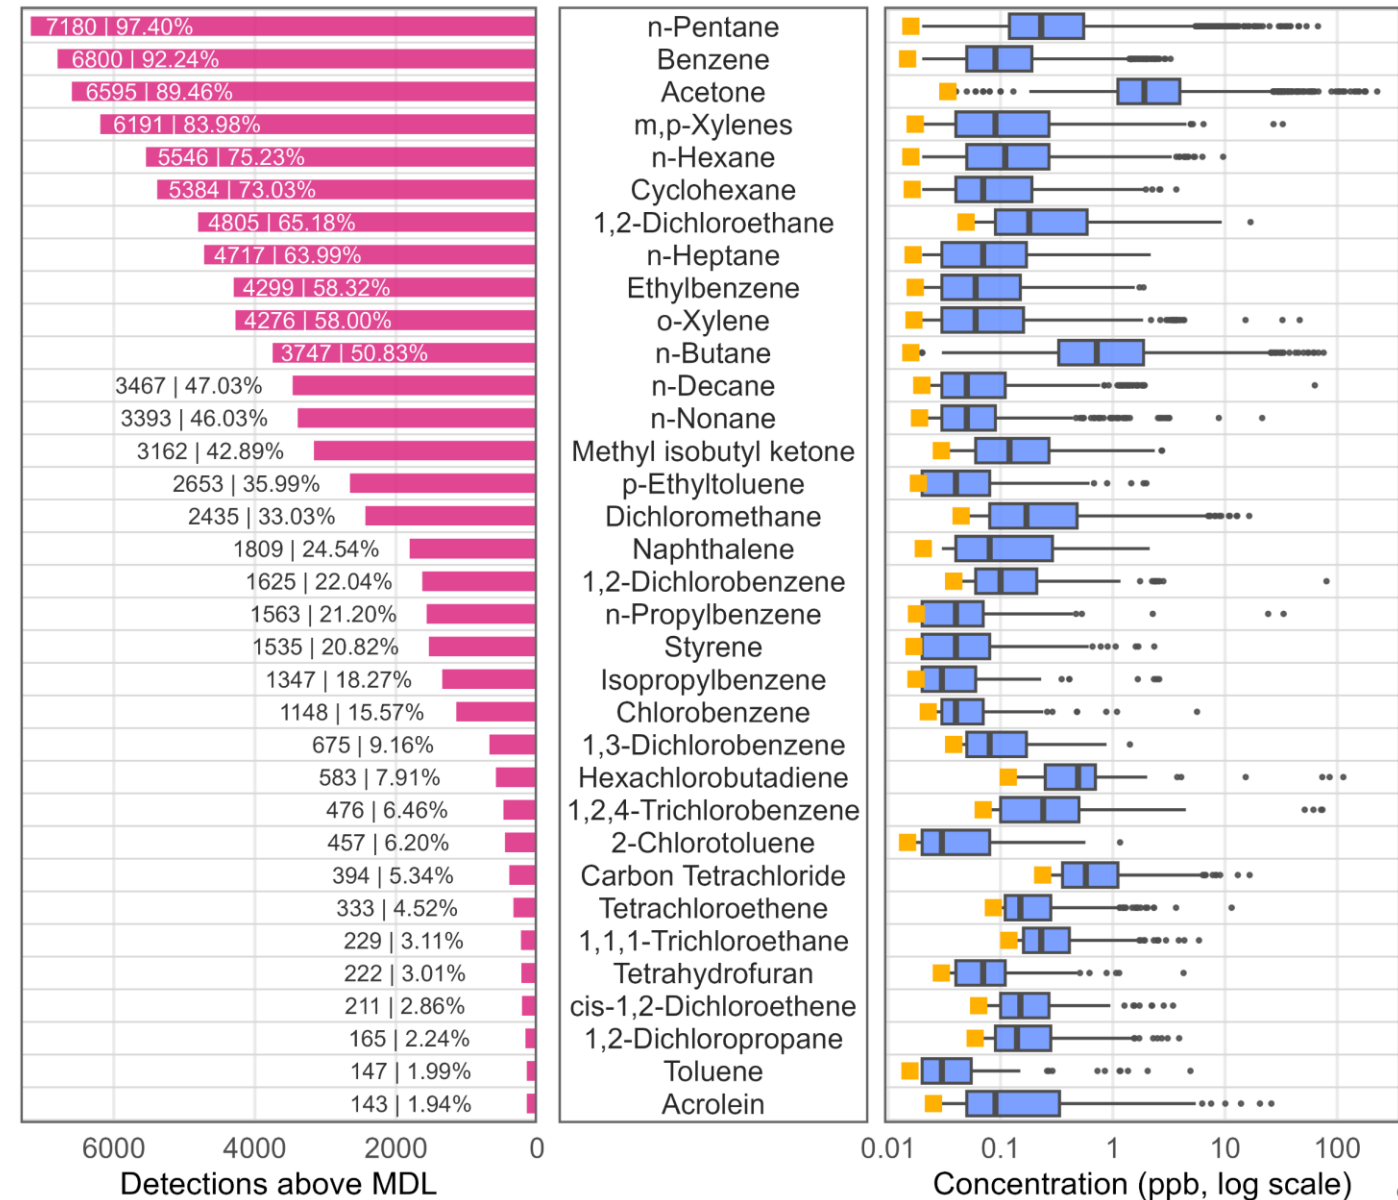 7180 | 97.40% n-Pentane
6800 | 92.24% Benzene
6595 | 89.46% Acetone
6191 | 83.98% m,p-Xylenes
5546 | 75.23% n-Hexane
5384 | 73.03% Cyclohexane
4805 | 65.18% 1,2-Dichloroethane
4717 | 63.99% n-Heptane
4299 | 58.32% Ethylbenzene
4276 | 58.00% o-Xylene
3747 | 50.83% n-Butane
3467 | 47.03% n-Decane
3393 | 46.03% n-Nonane
3162 | 42.89% Methyl isobutyl ketone
2653 | 35.99% p-Ethyltoluene
2435 | 33.03% Dichloromethane
1809 | 24.54% Naphthalene
1625 | 22.04% 1,2-Dichlorobenzene
1563 | 21.20% n-Propylbenzene
1535 | 20.82% Styrene
1347 | 18.27% Isopropylbenzene
1148 | 15.57% Chlorobenzene
675 | 9.16% 1,3-Dichlorobenzene
583 | 7.91% Hexachlorobutadiene
476 | 6.46% 1,2,4-Trichlorobenzene
457 | 6.20% 2-Chlorotoluene
394 | 5.34% Carbon Tetrachloride
333 | 4.52% Tetrachloroethene
229 | 3.11% 1,1,1-Trichloroethane
222 | 3.01% Tetrahydrofuran
211 | 2.86% cis-1,2-Dichloroethene
165 | 2.24% 1,2-Dichloropropane
147 | 1.99% Toluene
143 | 1.94% Acrolein
6000 4000 2000 0 0.01 0.1 1 10 100
Detections above MDL Concentration (ppb, log scale)